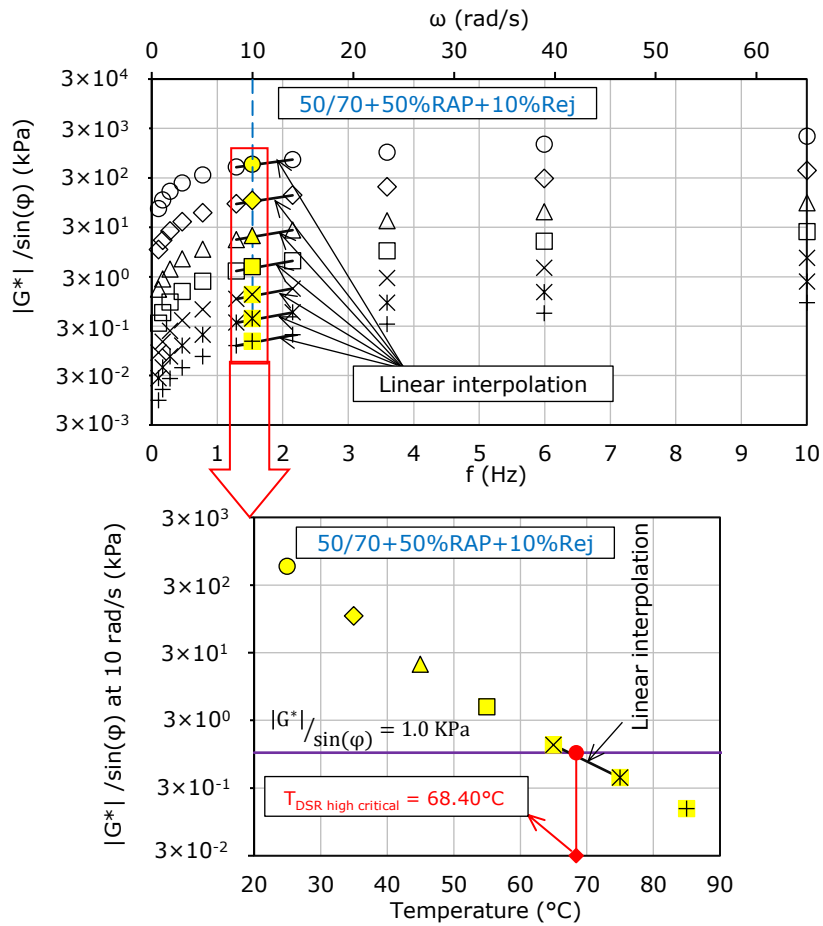 ω (rad/s)
0 10 20 30 40 50 60
|G*| /sin(φ) (kPa)
3×10⁴
3×10³
3×10²
3×10¹
3×10⁰
3×10⁻¹
3×10⁻²
3×10⁻³
50/70+50%RAP+10%Rej
Linear interpolation
0 1 2 3 4 5 6 7 8 9 10
f (Hz)
|G*| /sin(φ) at 10 rad/s (kPa)
3×10³
3×10²
3×10¹
3×10⁰
3×10⁻¹
3×10⁻²
50/70+50%RAP+10%Rej
Linear interpolation
|G*|/sin(φ) = 1.0 KPa
T DSR high critical = 68.40°C
20 30 40 50 60 70 80 90
Temperature (°C)